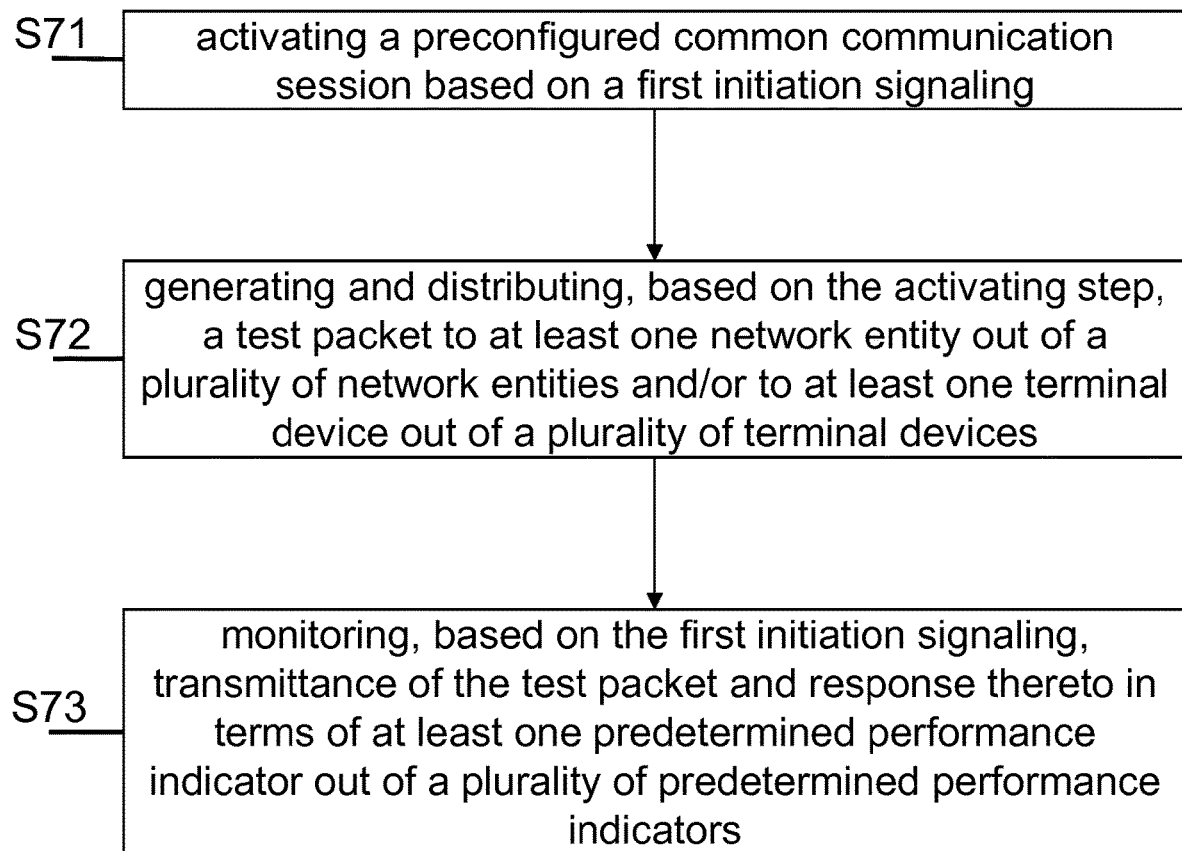 S71
activating a preconfigured common communication
session based on a first initiation signaling
S72
generating and distributing, based on the activating step,
a test packet to at least one network entity out of a
plurality of network entities and/or to at least one terminal
device out of a plurality of terminal devices
S73
monitoring, based on the first initiation signaling,
transmittance of the test packet and response thereto in
terms of at least one predetermined performance
indicator out of a plurality of predetermined performance
indicators